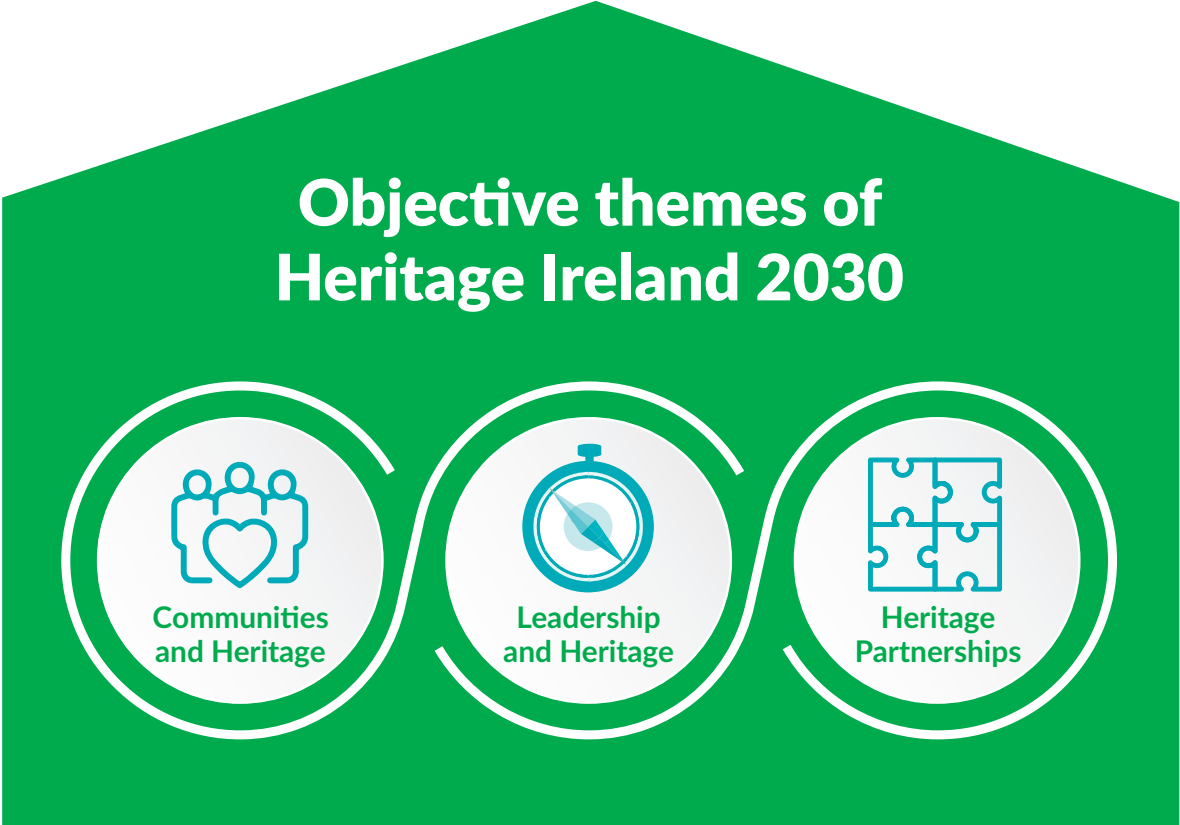 Objective themes of
Heritage Ireland 2030
Communities
and Heritage
Leadership
and Heritage
Heritage
Partnerships